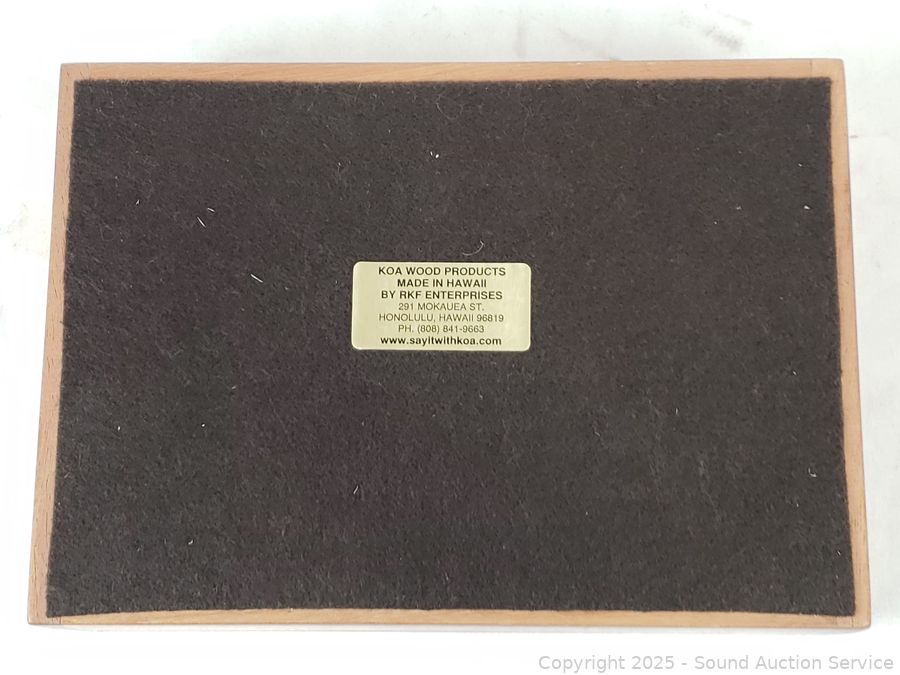 KOA WOOD PRODUCTS
MADE IN HAWAII
BY RKF ENTERPRISES
291 MOKAUEA ST.
HONOLULU, HAWAII 96819
PH. (808) 841-9663
www.sayitwithkoa.com
Copyright 2025 - Sound Auction Service